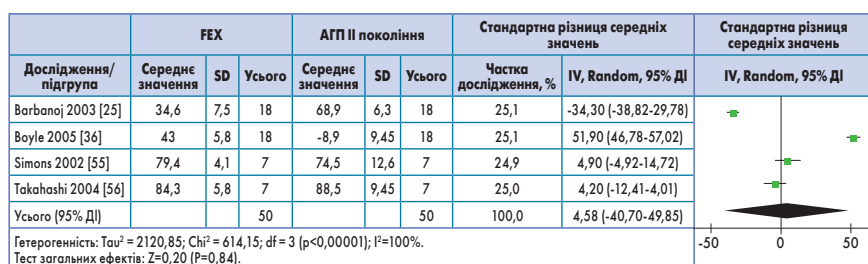 FEX АГП II покоління Стандартна різниця середніх значень Стандартна різниця середніх значень
Дослідження/підгрупа Середнє значення SD Усього Середнє значення SD Усього Частка дослідження, % IV, Random, 95% ДІ IV, Random, 95% ДІ
Barbanoj 2003 [25] 34,6 7,5 18 68,9 6,3 18 25,1 -34,30 (-38,82-29,78)
Boyle 2005 [36] 43 5,8 18 -8,9 9,45 18 25,1 51,90 (46,78-57,02)
Simons 2002 [55] 79,4 4,1 7 74,5 12,6 7 24,9 4,90 (-4,92-14,72)
Takahashi 2004 [56] 84,3 5,8 7 88,5 9,45 7 25,0 4,20 (-12,41-4,01)
Усього (95% ДІ) 50 50 100,0 4,58 (-40,70-49,85)
Гетерогенність: Tau² = 2120,85; Chi² = 614,15; df = 3 (p<0,00001); I²=100%.
Тест загальних ефектів: Z=0,20 (P=0,84).
-50 0 50